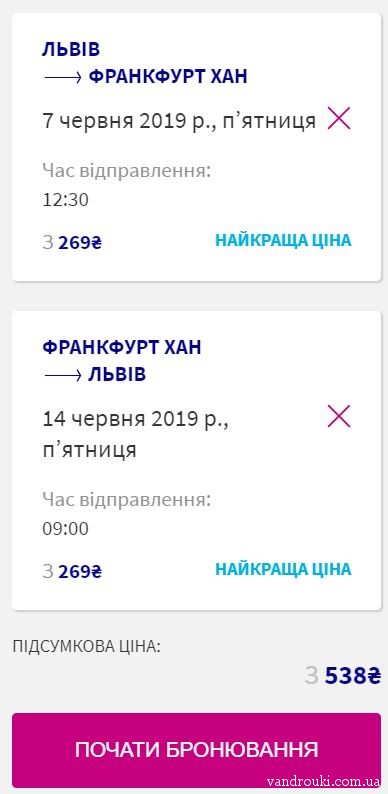 ЛЬВІВ
→ ФРАНКФУРТ ХАН
7 червня 2019 р., п’ятниця
Час відправлення:
12:30
З 269₴
НАЙКРАЩА ЦІНА
ФРАНКФУРТ ХАН
→ ЛЬВІВ
14 червня 2019 р.,
п’ятниця
Час відправлення:
09:00
З 269₴
НАЙКРАЩА ЦІНА
ПІДСУМКОВА ЦІНА:
З 538₴
ПОЧАТИ БРОНЮВАННЯ
vandrouki.com.ua